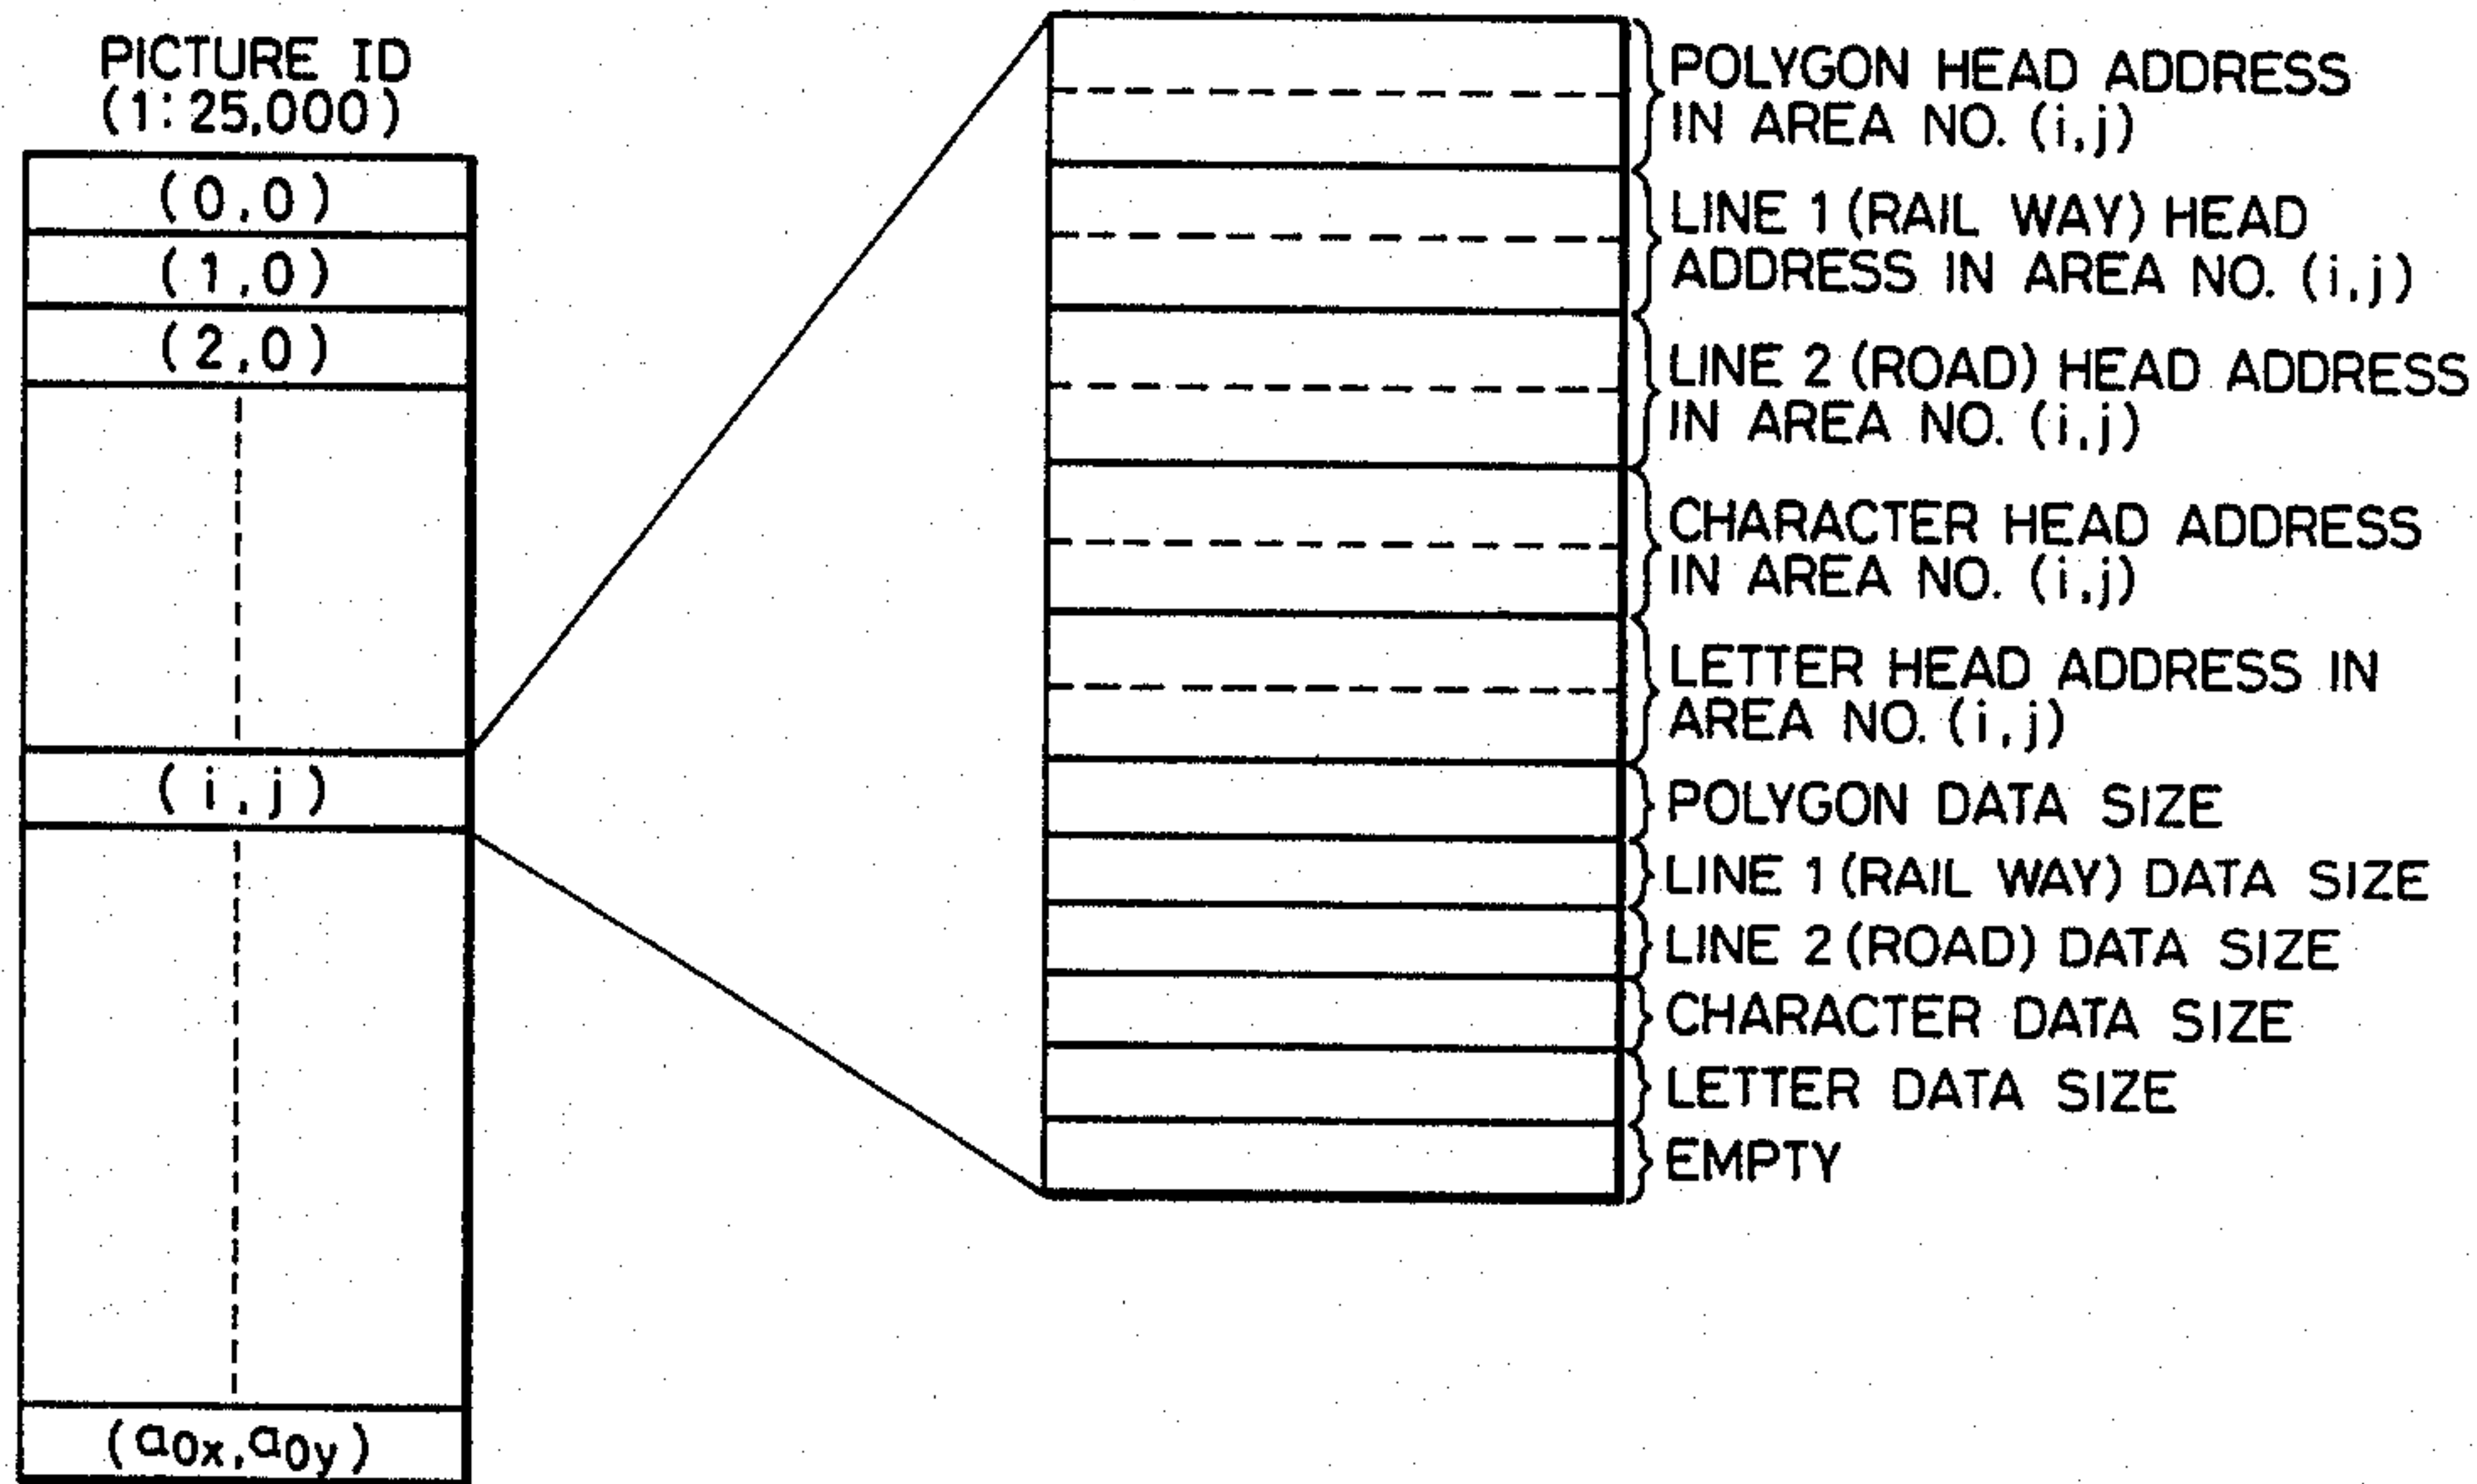 PICTURE ID
(1:25,000)
(0,0)
(1,0)
(2,0)
(i,j)
(a0x,a0y)
POLYGON HEAD ADDRESS
IN AREA NO. (i,j)
LINE 1 (RAIL WAY) HEAD
ADDRESS IN AREA NO. (i,j)
LINE 2 (ROAD) HEAD ADDRESS
IN AREA NO. (i,j)
CHARACTER HEAD ADDRESS
IN AREA NO. (i,j)
LETTER HEAD ADDRESS IN
AREA NO. (i,j)
POLYGON DATA SIZE
LINE 1 (RAIL WAY) DATA SIZE
LINE 2 (ROAD) DATA SIZE
CHARACTER DATA SIZE
LETTER DATA SIZE
EMPTY